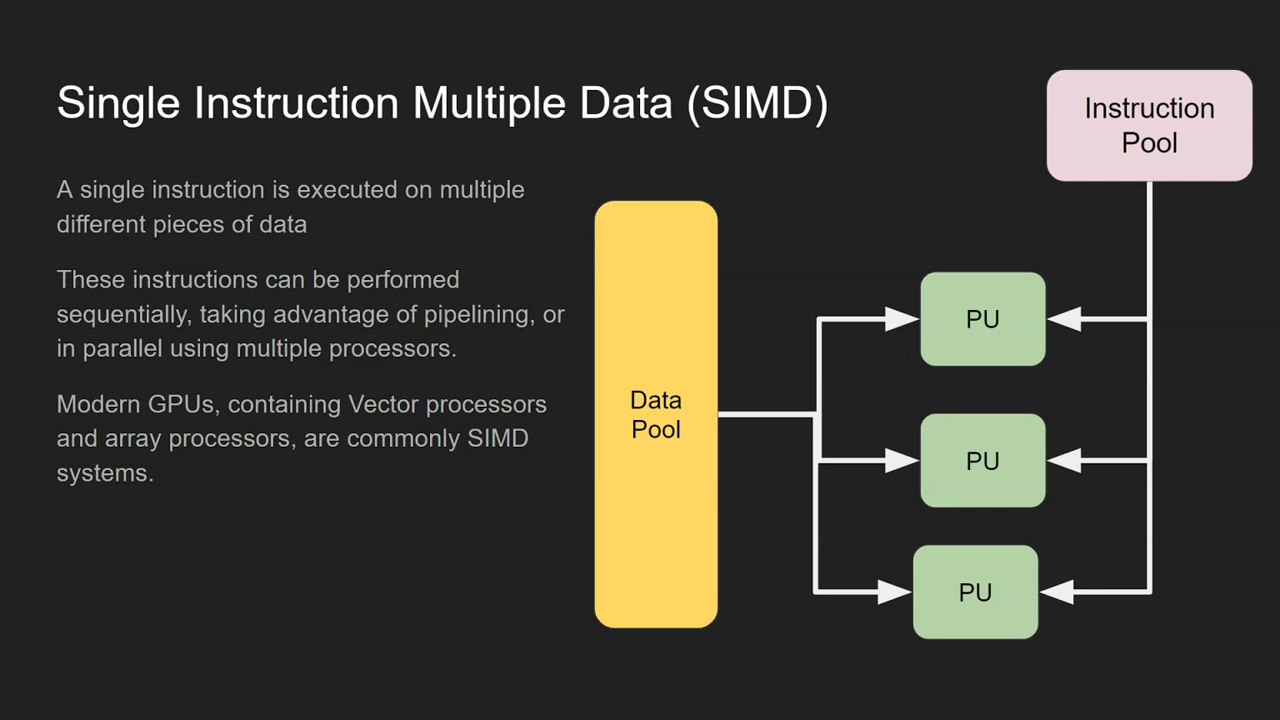 Single Instruction Multiple Data (SIMD)
A single instruction is executed on multiple
different pieces of data
These instructions can be performed
sequentially, taking advantage of pipelining, or
in parallel using multiple processors.
Modern GPUs, containing Vector processors
and array processors, are commonly SIMD
systems.
Data
Pool
Instruction
Pool
PU
PU
PU